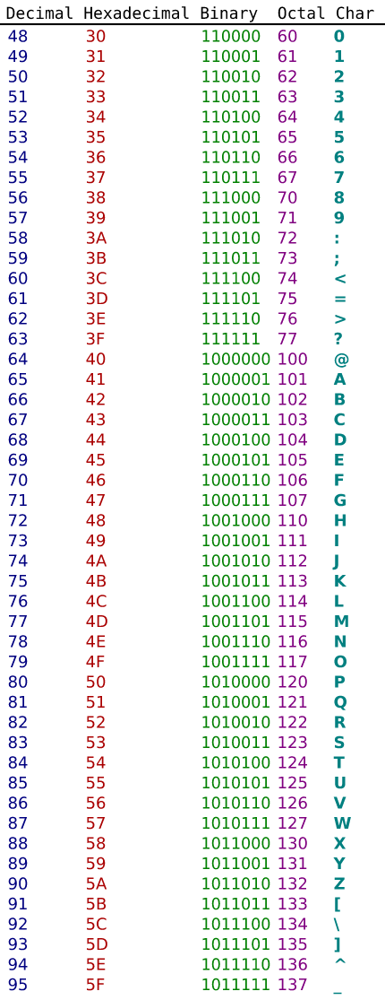 Decimal Hexadecimal Binary Octal Char
48 30 110000 60 0
49 31 110001 61 1
50 32 110010 62 2
51 33 110011 63 3
52 34 110100 64 4
53 35 110101 65 5
54 36 110110 66 6
55 37 110111 67 7
56 38 111000 70 8
57 39 111001 71 9
58 3A 111010 72 :
59 3B 111011 73 ;
60 3C 111100 74 <
61 3D 111101 75 =
62 3E 111110 76 >
63 3F 111111 77 ?
64 40 1000000 100 @
65 41 1000001 101 A
66 42 1000010 102 B
67 43 1000011 103 C
68 44 1000100 104 D
69 45 1000101 105 E
70 46 1000110 106 F
71 47 1000111 107 G
72 48 1001000 110 H
73 49 1001001 111 I
74 4A 1001010 112 J
75 4B 1001011 113 K
76 4C 1001100 114 L
77 4D 1001101 115 M
78 4E 1001110 116 N
79 4F 1001111 117 O
80 50 1010000 120 P
81 51 1010001 121 Q
82 52 1010010 122 R
83 53 1010011 123 S
84 54 1010100 124 T
85 55 1010101 125 U
86 56 1010110 126 V
87 57 1010111 127 W
88 58 1011000 130 X
89 59 1011001 131 Y
90 5A 1011010 132 Z
91 5B 1011011 133 [
92 5C 1011100 134 \
93 5D 1011101 135 ]
94 5E 1011110 136 ^
95 5F 1011111 137 _